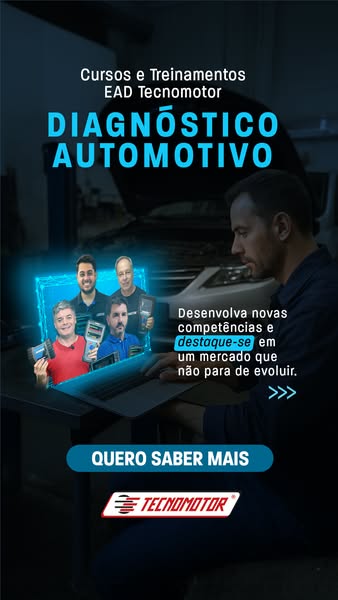 Cursos e Treinamentos
EAD Tecnomotor
DIAGNÓSTICO
AUTOMOTIVO
Desenvolva novas
competências e
destaque-se em
um mercado que
não para de evoluir.
>>>
QUERO SABER MAIS
TECNOMOTOR®